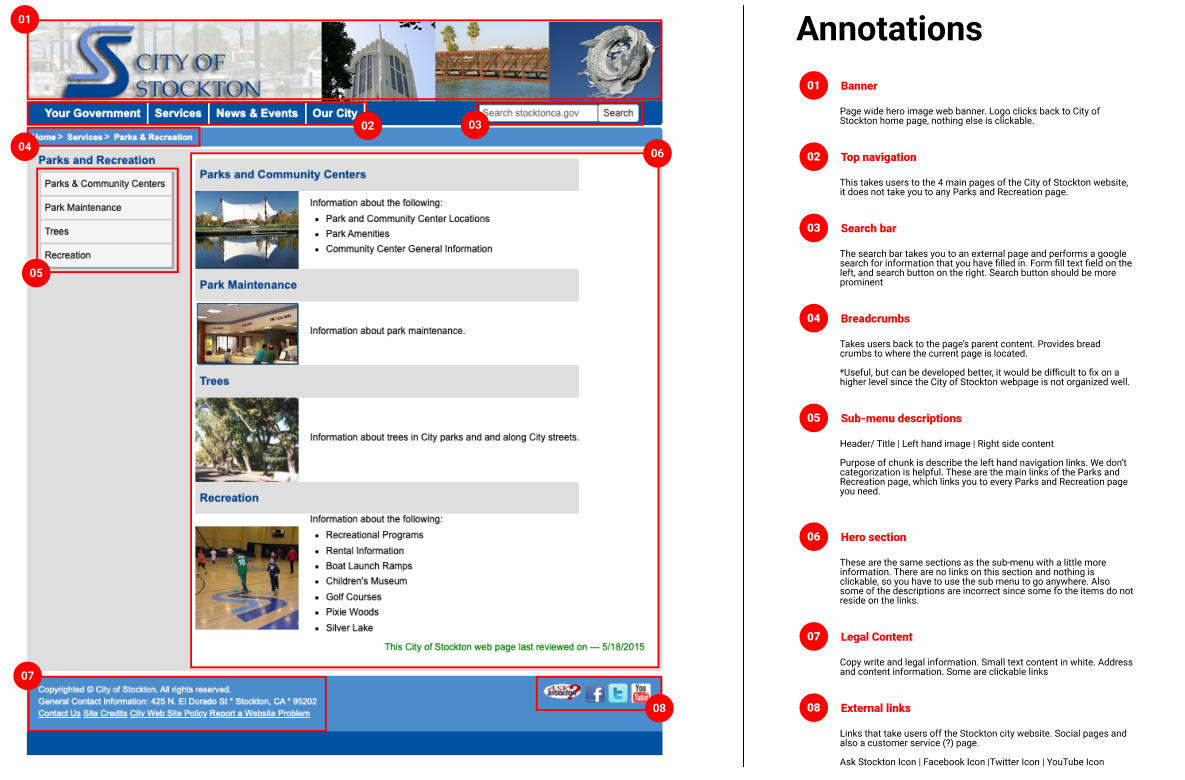 01
CITY OF
STOCKTON
Your Government
Services
News & Events
Our City
02
Search stocktonca.gov
Search
03
Home > Services > Parks & Recreation
04
Parks and Recreation
Parks & Community Centers
Park Maintenance
Trees
Recreation
05
06
Parks and Community Centers
Information about the following:
• Park and Community Center Locations
• Park Amenities
• Community Center General Information
Park Maintenance
Information about park maintenance.
Trees
Information about trees in City parks and and along City streets.
Recreation
Information about the following:
10
• Recreational Programs
• Rental Information
• Boat Launch Ramps
• Children's Museum
• Golf Courses
• Pixie Woods
• Silver Lake
This City of Stockton web page last reviewed on --- 5/18/2015
07
Copyrighted © City of Stockton. All rights reserved.
General Contact Information: 425 N. El Dorado St * Stockton, CA * 95202
Contact Us Site Credits City Web Site Policy Report a Website Problem
You
Tube
08
Annotations
01
Banner
Page wide hero image web banner. Logo clicks back to City of
Stockton home page, nothing else is clickable.
02
Top navigation
This takes users to the 4 main pages of the City of Stockton website,
it does not take you to any Parks and Recreation page.
03
Search bar
The search bar takes you to an external page and performs a google
search for information that you have filled in. Form fill text field on the
left, and search button on the right. Search button should be more
prominent
04
Breadcrumbs
Takes users back to the page's parent content. Provides bread
crumbs to where the current page is located.
*Useful, but can be developed better, it would be difficult to fix on a
higher level since the City of Stockton webpage is not organized well.
05
Sub-menu descriptions
Header/ Title | Left hand image | Right side content
Purpose of chunk is describe the left hand navigation links. We don't
categorization is helpful. These are the main links of the Parks and
Recreation page, which links you to every Parks and Recreation page
you need.
06
Hero section
These are the same sections as the sub-menu with a little more
information. There are no links on this section and nothing is
clickable, so you have to use the sub menu to go anywhere. Also
some of the descriptions are incorrect since some fo the items do not
reside on the links.
07
Legal Content
Copy write and legal information. Small text content in white. Address
and content information. Some are clickable links
08
External links
Links that take users off the Stockton city website. Social pages and
also a customer service (?) page.
Ask Stockton Icon | Facebook Icon |Twitter Icon | YouTube Icon